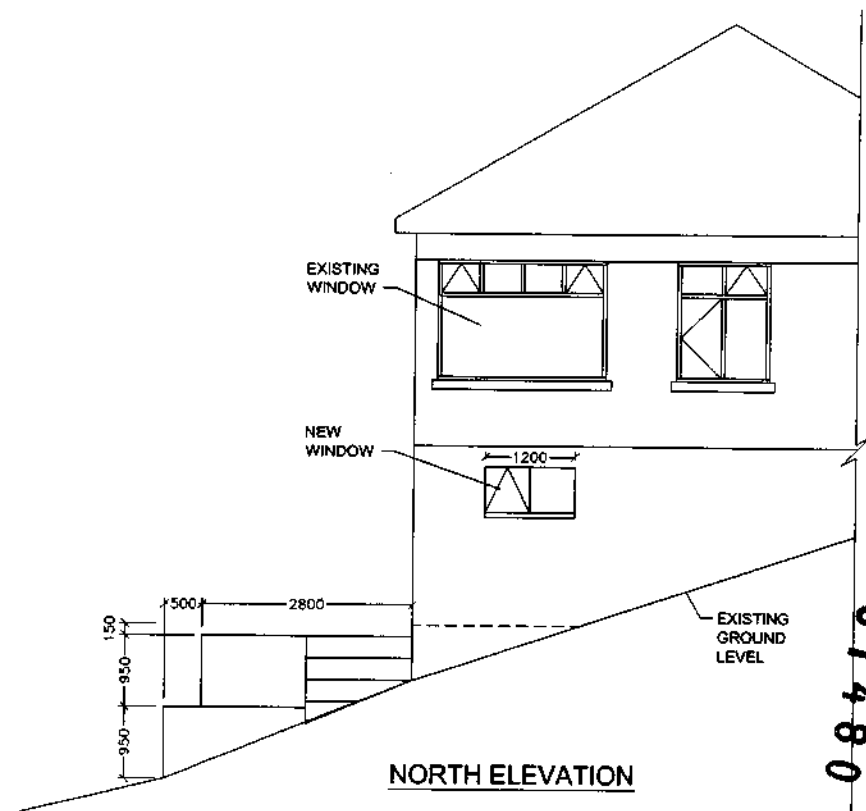 EXISTING
WINDOW
NEW
WINDOW
1200
500
2800
150
950
950
EXISTING
GROUND
LEVEL
NORTH ELEVATION